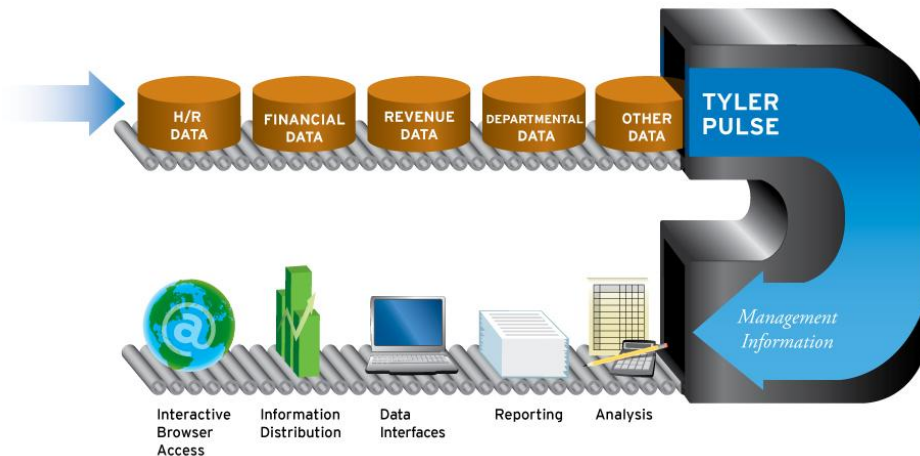 H/R
DATA
FINANCIAL
DATA
REVENUE
DATA
DEPARTMENTAL
DATA
OTHER
DATA
TYLER
PULSE
Management
Information
@
Interactive
Browser
Access
Information
Distribution
Data
Interfaces
Reporting
Analysis